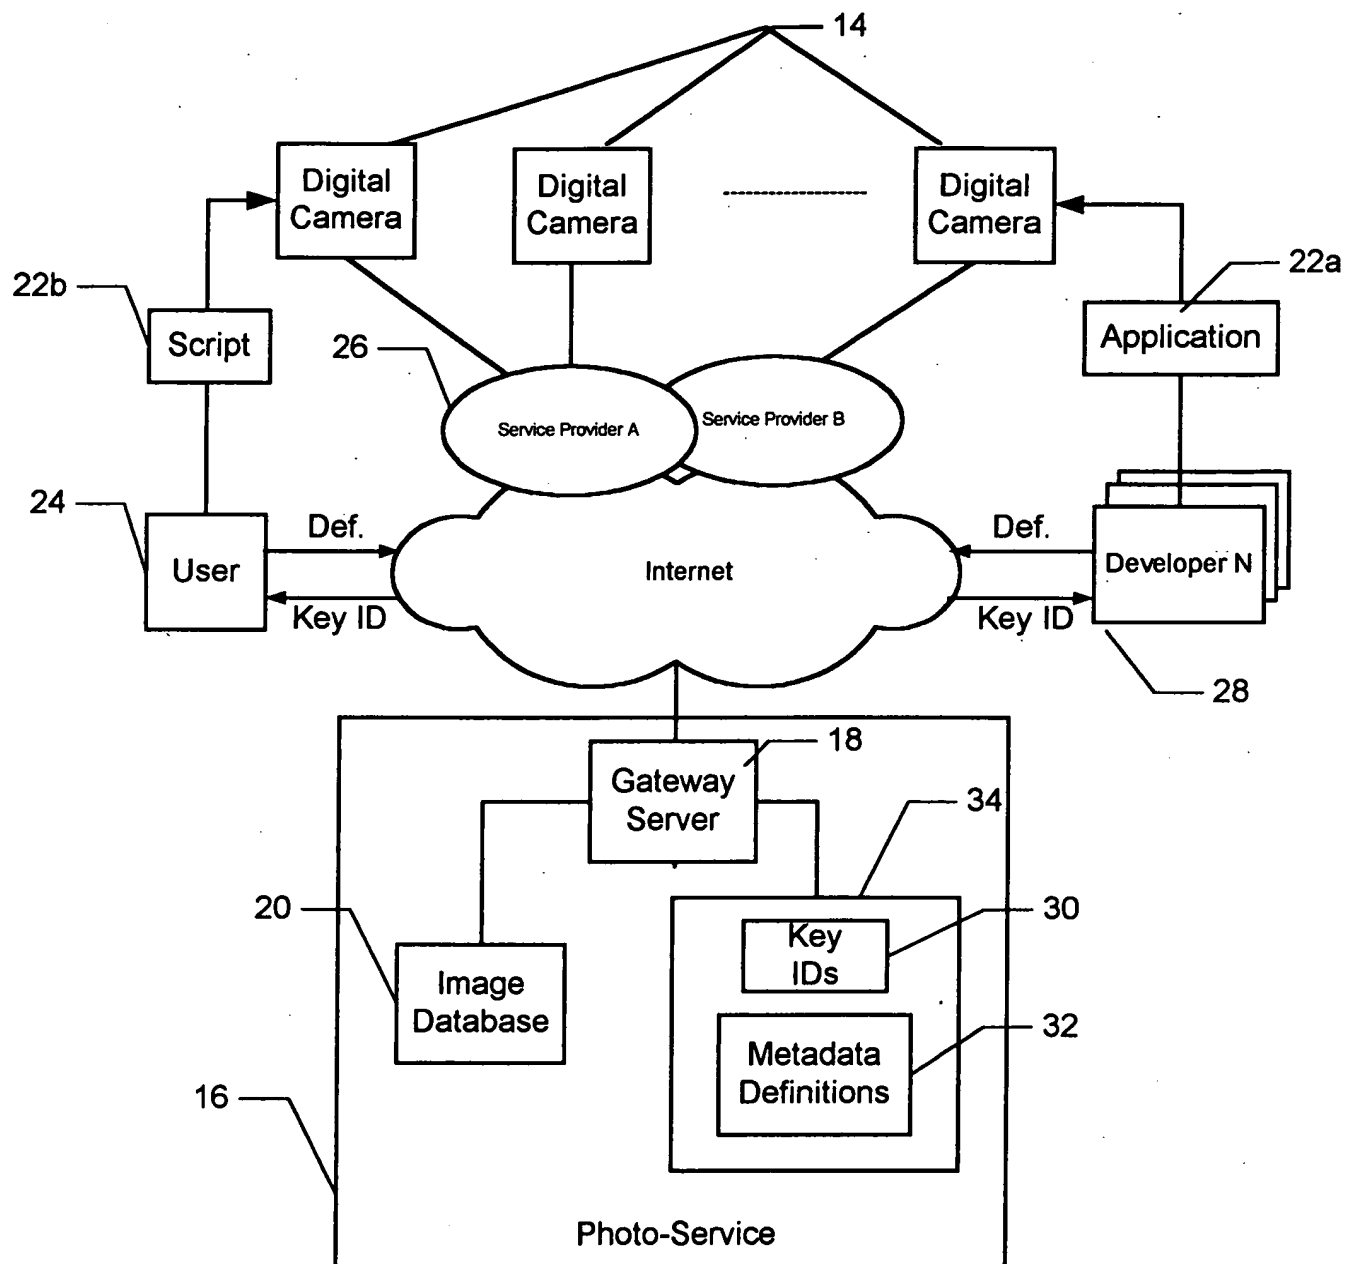 14
Digital
Camera
Digital
Camera
Digital
Camera
22b
22a
Script
Application
26
Service Provider A
Service Provider B
24
User
Def.
Key ID
Internet
Def.
Key ID
Developer N
28
18
Gateway
Server
34
20
Image
Database
30
Key
IDs
32
Metadata
Definitions
16
Photo-Service